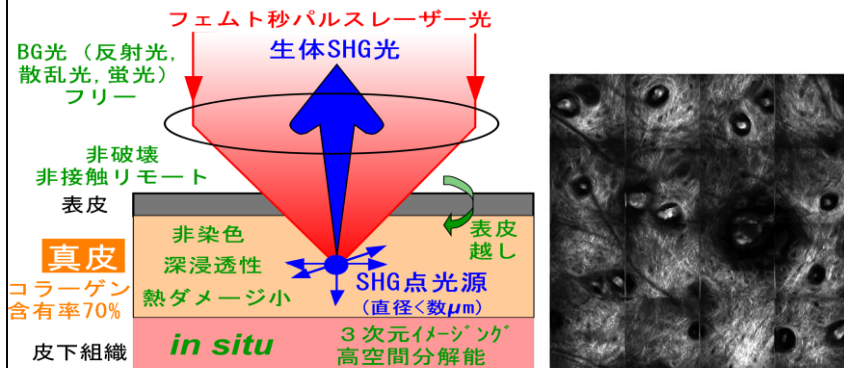 フェムト秒パルスレーザー光
BG光（反射光,
散乱光,蛍光）
フリー
生体SHG光
非破壊
非接触リモート
表皮
表皮
越し
非染色
真皮
深浸透性
SHG点光源
コラーゲン
含有率70%
熱ダメージ小
(直径<数μm)
皮下組織
in situ
３次元イメージング
高空間分解能